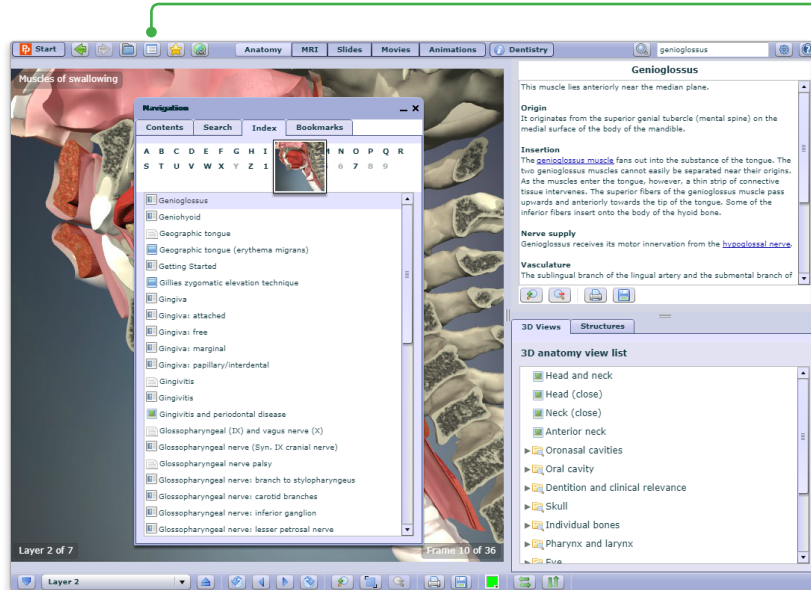 Start
Anatomy MRI Slides Movies Animations Dentistry
genioglossus
Muscles of swallowing
Navigation
Contents Search Index Bookmarks
A B C D E F G H I N O P Q R
S T U V W X Y Z 1 6 7 8 9
Genioglossus
Geniohyoid
Geographic tongue
Geographic tongue (erythema migrans)
Getting Started
Gillies zygomatic elevation technique
Gingiva
Gingiva: attached
Gingiva: free
Gingiva: marginal
Gingiva: papillary/interdental
Gingivitis
Gingivitis
Gingivitis and periodontal disease
Glossopharyngeal (IX) and vagus nerve (X)
Glossopharyngeal nerve (Syn. IX cranial nerve)
Glossopharyngeal nerve palsy
Glossopharyngeal nerve: branch to stylopharyngeus
Glossopharyngeal nerve: carotid branches
Glossopharyngeal nerve: inferior ganglion
Glossopharyngeal nerve: lesser petrosal nerve
Layer 2 of 7
Frame 10 of 36
Genioglossus
This muscle lies anteriorly near the median plane.
Origin
It originates from the superior genial tubercle (mental spine) on the
medial surface of the body of the mandible.
Insertion
The genioglossus muscle fans out into the substance of the tongue. The
two genioglossus muscles cannot easily be separated near their origins.
As the muscles enter the tongue, however, a thin strip of connective
tissue intervenes. The superior fibers of the genioglossus muscle pass
upwards and anteriorly towards the tip of the tongue. Some of the
inferior fibers insert onto the body of the hyoid bone.
Nerve supply
Genioglossus receives its motor innervation from the hypoglossal nerve.
Vasculature
The sublingual branch of the lingual artery and the submental branch of
3D Views Structures
3D anatomy view list
Head and neck
Head (close)
Neck (close)
Anterior neck
Oronasal cavities
Oral cavity
Dentition and clinical relevance
Skull
Individual bones
Pharynx and larynx
Eye
Layer 2